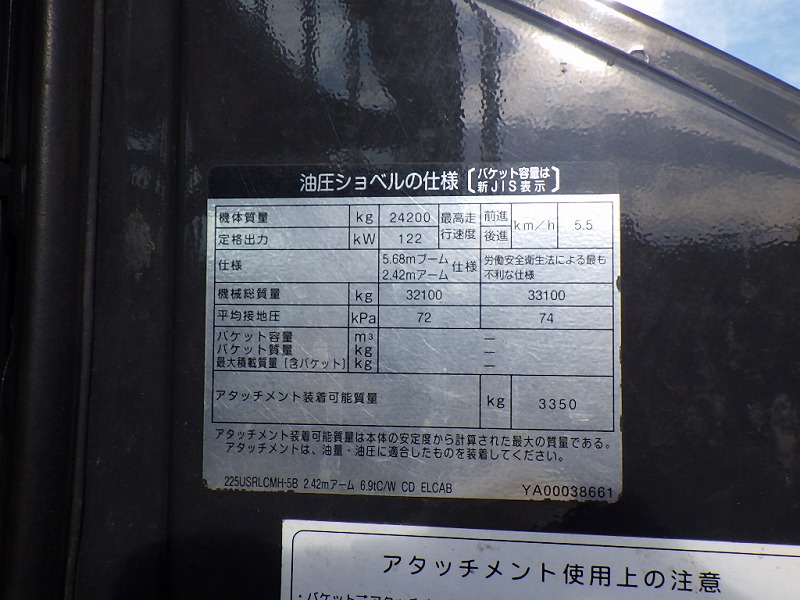 油圧ショベルの仕様〔バケット容量は
新JIS表示〕
機体質量 kg 24200 最高走行速度 前進 後進 km/h 5.5
定格出力 kW 122
仕様 5.68mブーム 2.42mアーム 仕様 労働安全衛生法による最も不利な仕様
機械総質量 kg 32100 33100
平均接地圧 kPa 72 74
バケット容量 m³ —
バケット質量 kg —
最大積載質量〔含バケット〕 kg —
アタッチメント装着可能質量 kg 3350
アタッチメント装着可能質量は本体の安定度から計算された最大の質量である。
アタッチメントは、油量・油圧に適合したものを装着してください。
225USRLCMH-5B 2.42mアーム 6.9tC/W CD ELCAB YA00038661
アタッチメント使用上の注意
・バケット